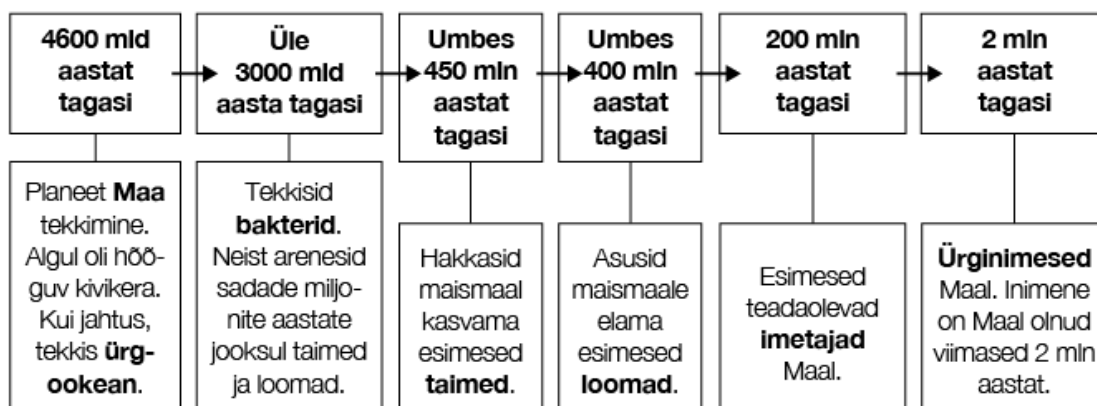 4600 mld
aastat
tagasi
Üle
3000 mld
aasta tagasi
Umbes
450 mln
aastat
tagasi
Umbes
400 mln
aastat
tagasi
200 mln
aastat
tagasi
2 mln
aastat
tagasi
Planeet Maa
tekkimine.
Algul oli hõõ-
guv kivikera.
Kui jahtus,
tekkis ürg-
ookean.
Tekkisid
bakterid.
Neist arenesid
sadade miljo-
nite aastate
jooksul taimed
ja loomad.
Hakkasid
maismaal
kasvama
esimesed
taimed.
Asusid
maismaale
elama
esimesed
loomad.
Esimesed
teadaolevad
imetajad
Maal.
Ürginimesed
Maal. Inimene
on Maal olnud
viimased 2 mln
aastat.